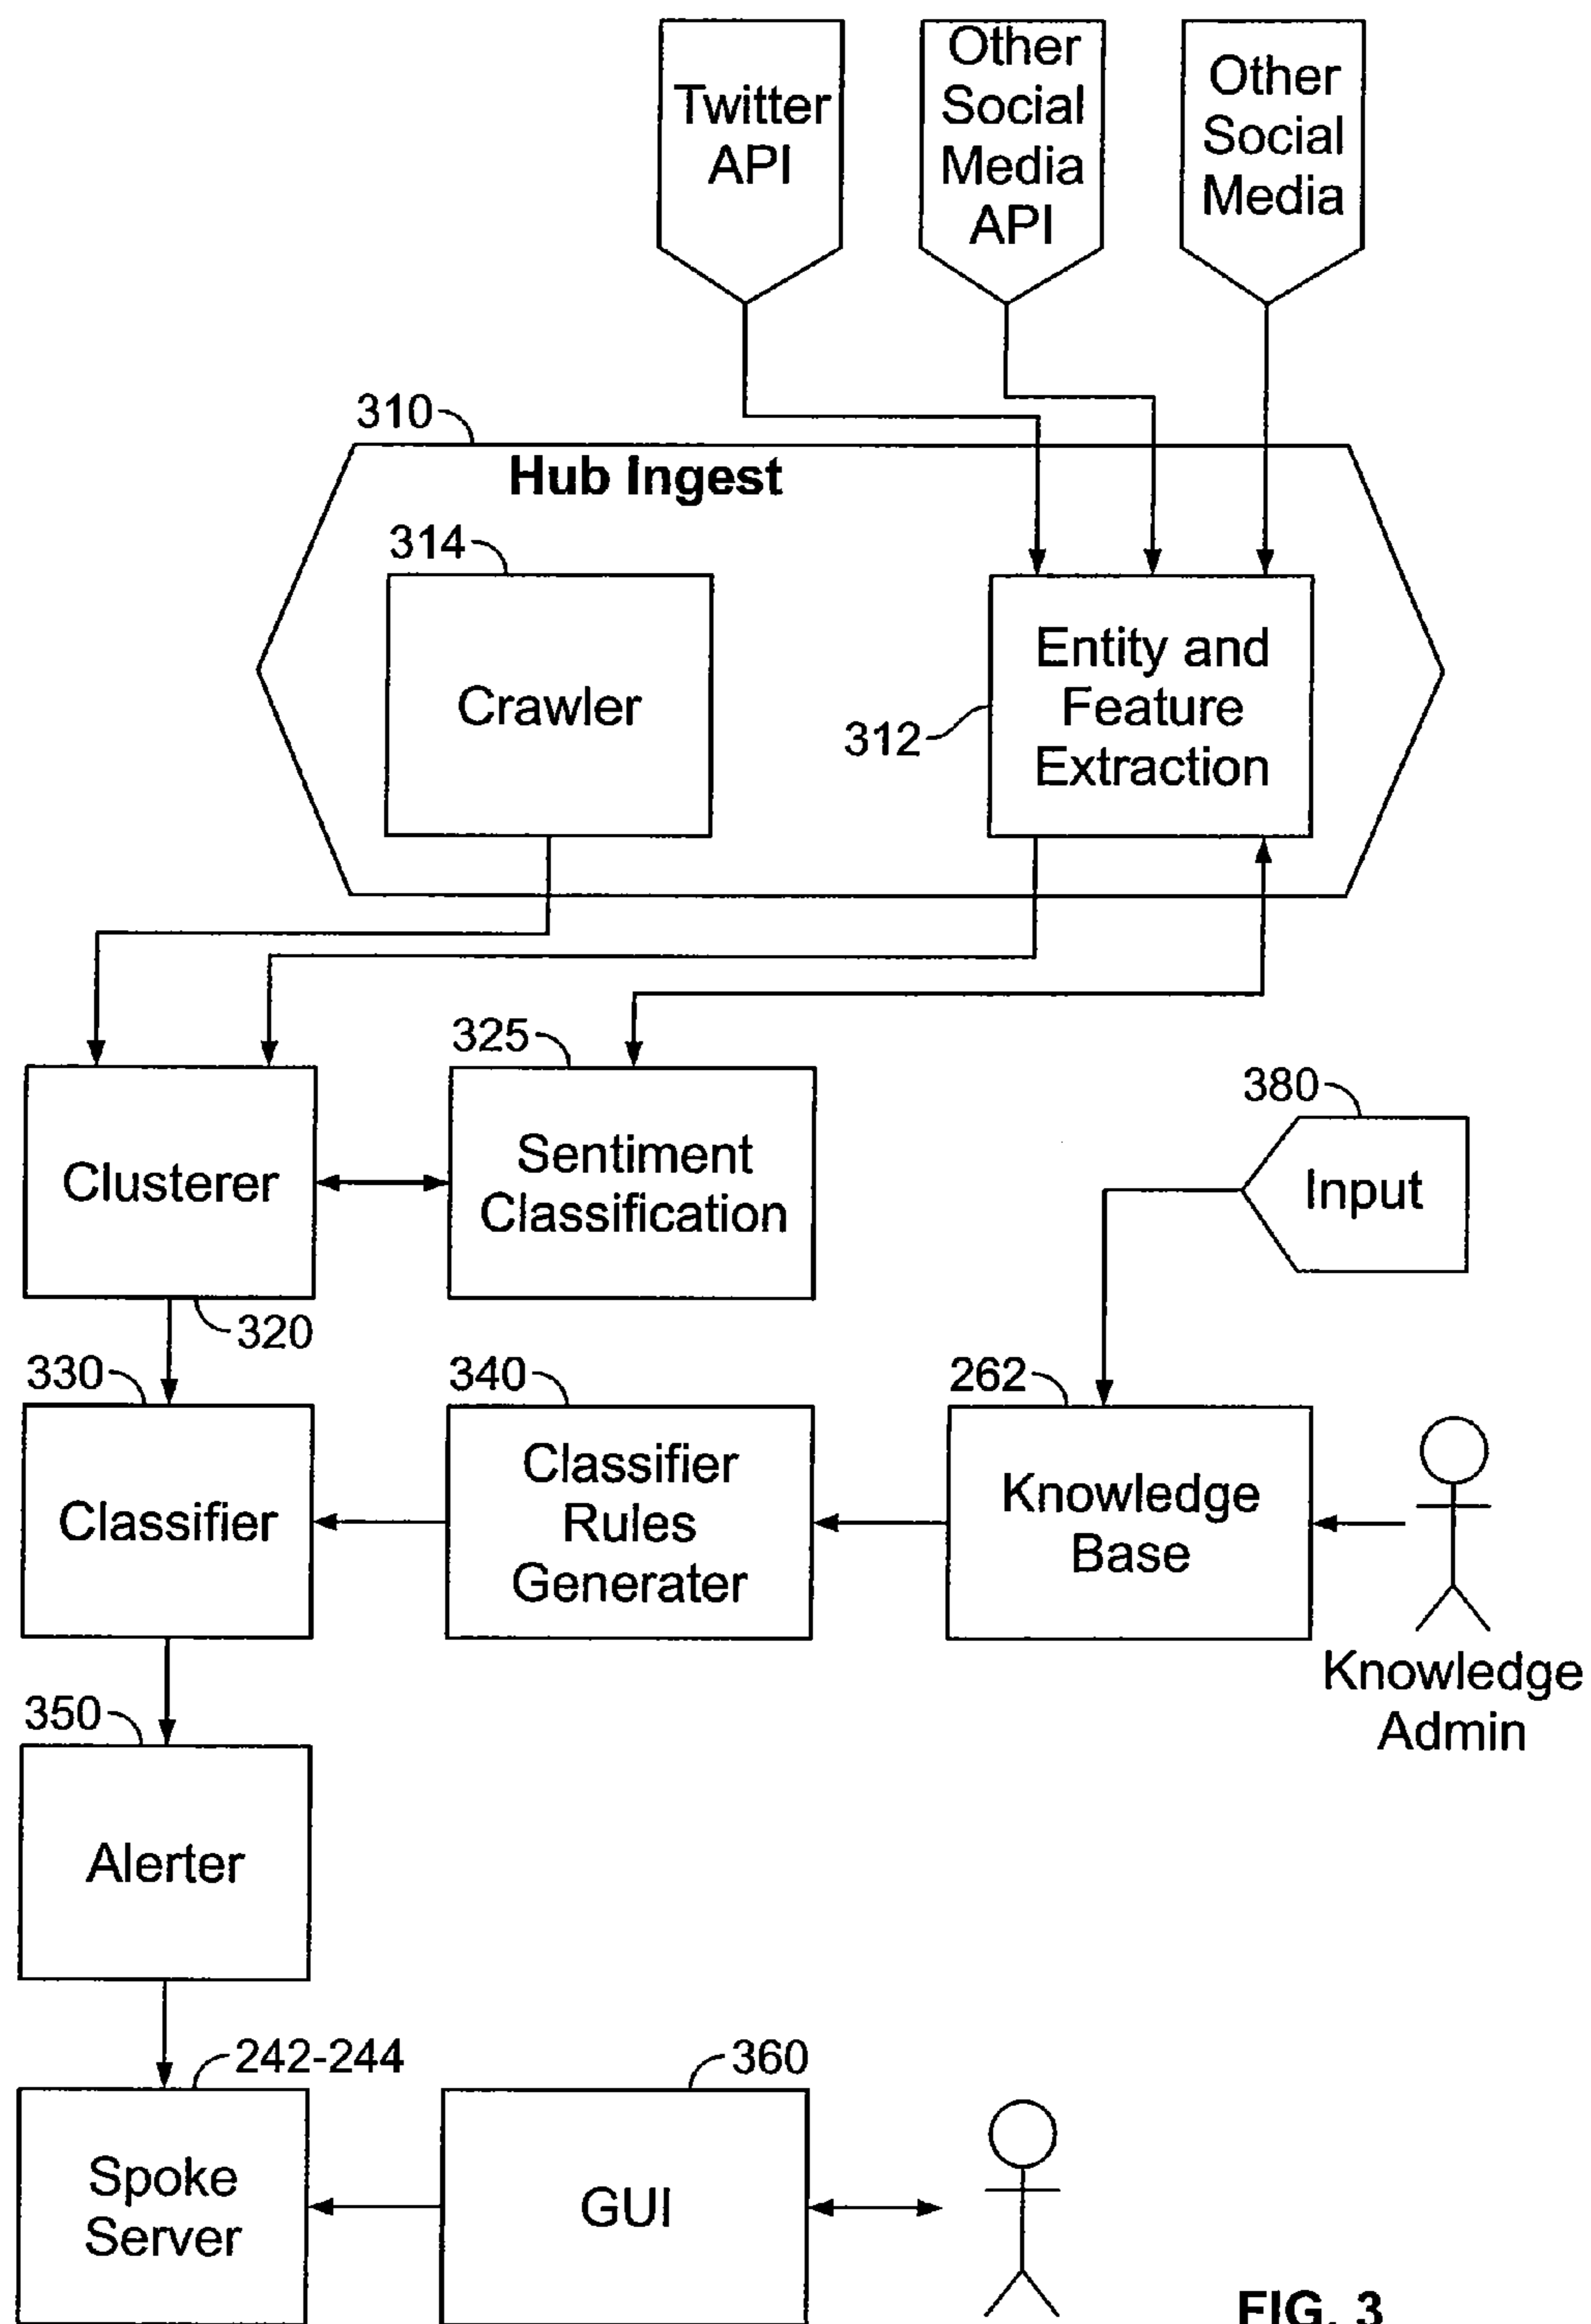 Twitter
API
Other
Social
Media
API
Other
Social
Media
310
Hub Ingest
314
Crawler
Entity and
Feature
Extraction
312
325
Clusterer
320
Sentiment
Classification
380
Input
330
Classifier
340
Classifier
Rules
Generater
262
Knowledge
Base
Knowledge
Admin
350
Alerter
242-244
Spoke
Server
360
GUI
FIG. 3